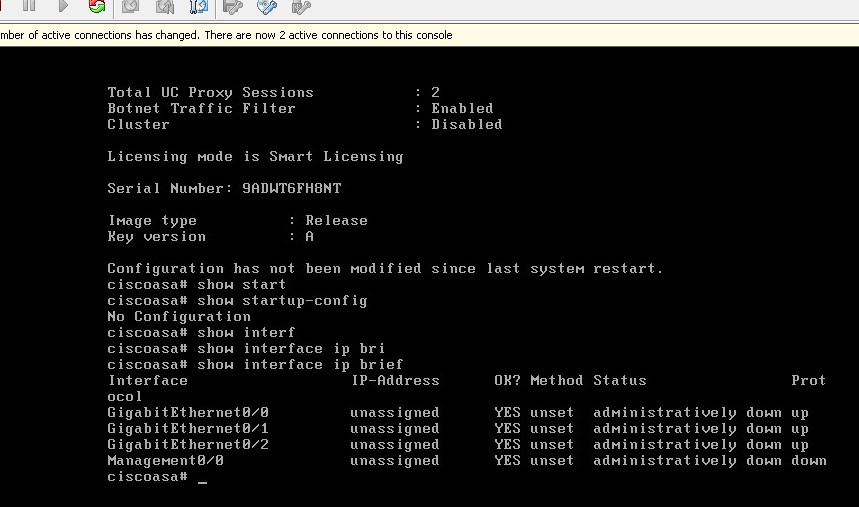 mber of active connections has changed. There are now 2 active connections to this console
Total UC Proxy Sessions : 2
Botnet Traffic Filter : Enabled
Cluster : Disabled
Licensing mode is Smart Licensing
Serial Number: 9ADWT6FH8NT
Image type : Release
Key version : A
Configuration has not been modified since last system restart.
ciscoasa# show start
ciscoasa# show startup-config
No Configuration
ciscoasa# show interf
ciscoasa# show interface ip bri
ciscoasa# show interface ip brief
Interface IP-Address OK? Method Status Prot
ocol
GigabitEthernet0/0 unassigned YES unset administratively down up
GigabitEthernet0/1 unassigned YES unset administratively down up
GigabitEthernet0/2 unassigned YES unset administratively down up
Management0/0 unassigned YES unset administratively down down
ciscoasa# _